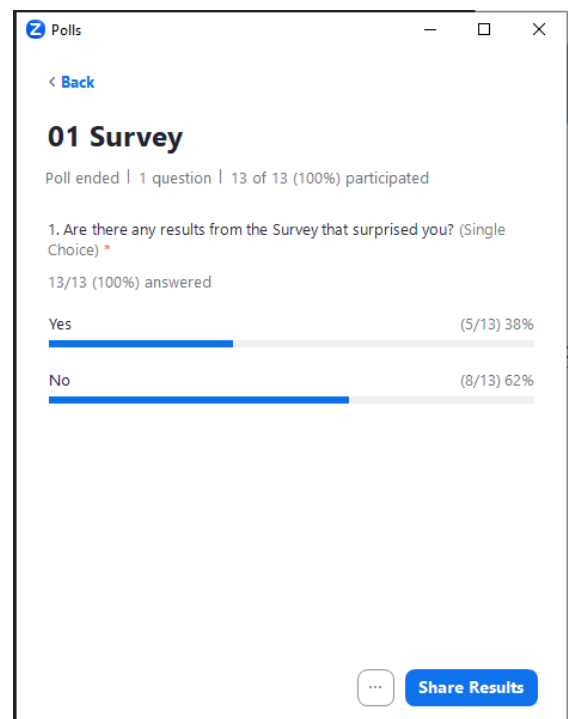 Z Polls
< Back
01 Survey
Poll ended | 1 question | 13 of 13 (100%) participated
1. Are there any results from the Survey that surprised you? (Single
Choice) *
13/13 (100%) answered
Yes (5/13) 38%
No (8/13) 62%
... Share Results